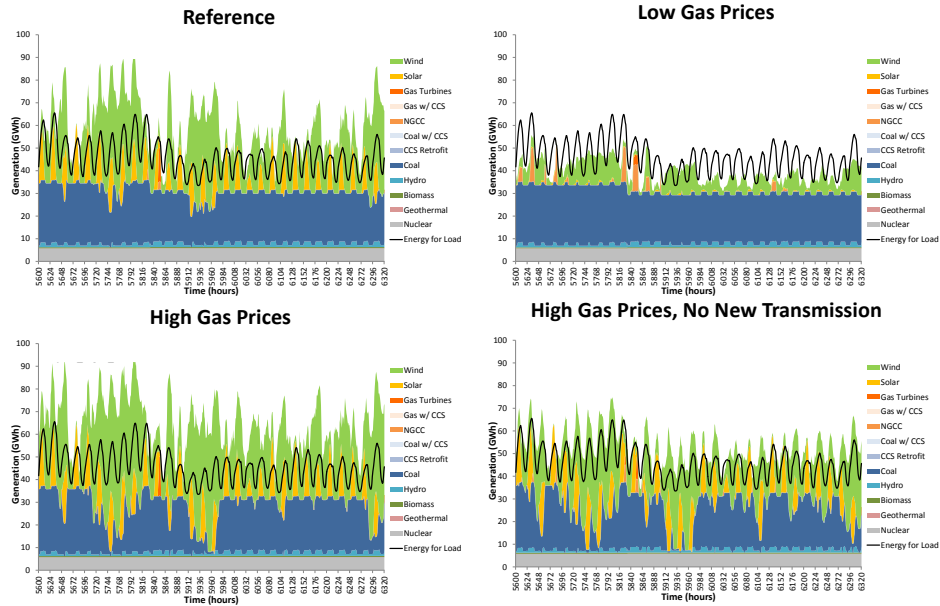 Reference
Generation (GWh)
100
90
80
70
60
50
40
30
20
10
0
5600 5624 5648 5672 5696 5720 5744 5768 5792 5816 5840 5864 5888 5912 5936 5960 5984 6008 6032 6056 6080 6104 6128 6152 6176 6200 6224 6248 6272 6296 6320
Time (hours)
Wind
Solar
Gas Turbines
Gas w/ CCS
NGCC
Coal w/ CCS
CCS Retrofit
Coal
Hydro
Biomass
Geothermal
Nuclear
Energy for Load
Low Gas Prices
Generation (GWh)
100
90
80
70
60
50
40
30
20
10
0
5600 5624 5648 5672 5696 5720 5744 5768 5792 5816 5840 5864 5888 5912 5936 5960 5984 6008 6032 6056 6080 6104 6128 6152 6176 6200 6224 6248 6272 6296 6320
Time (hours)
Wind
Solar
Gas Turbines
Gas w/ CCS
NGCC
Coal w/ CCS
CCS Retrofit
Coal
Hydro
Biomass
Geothermal
Nuclear
Energy for Load
High Gas Prices
Generation (GWh)
100
90
80
70
60
50
40
30
20
10
0
5600 5624 5648 5672 5696 5720 5744 5768 5792 5816 5840 5864 5888 5912 5936 5960 5984 6008 6032 6056 6080 6104 6128 6152 6176 6200 6224 6248 6272 6296 6320
Time (hours)
Wind
Solar
Gas Turbines
Gas w/ CCS
NGCC
Coal w/ CCS
CCS Retrofit
Coal
Hydro
Biomass
Geothermal
Nuclear
Energy for Load
High Gas Prices, No New Transmission
Generation (GWh)
100
90
80
70
60
50
40
30
20
10
0
5600 5624 5648 5672 5696 5720 5744 5768 5792 5816 5840 5864 5888 5912 5936 5960 5984 6008 6032 6056 6080 6104 6128 6152 6176 6200 6224 6248 6272 6296 6320
Time (hours)
Wind
Solar
Gas Turbines
Gas w/ CCS
NGCC
Coal w/ CCS
CCS Retrofit
Coal
Hydro
Biomass
Geothermal
Nuclear
Energy for Load